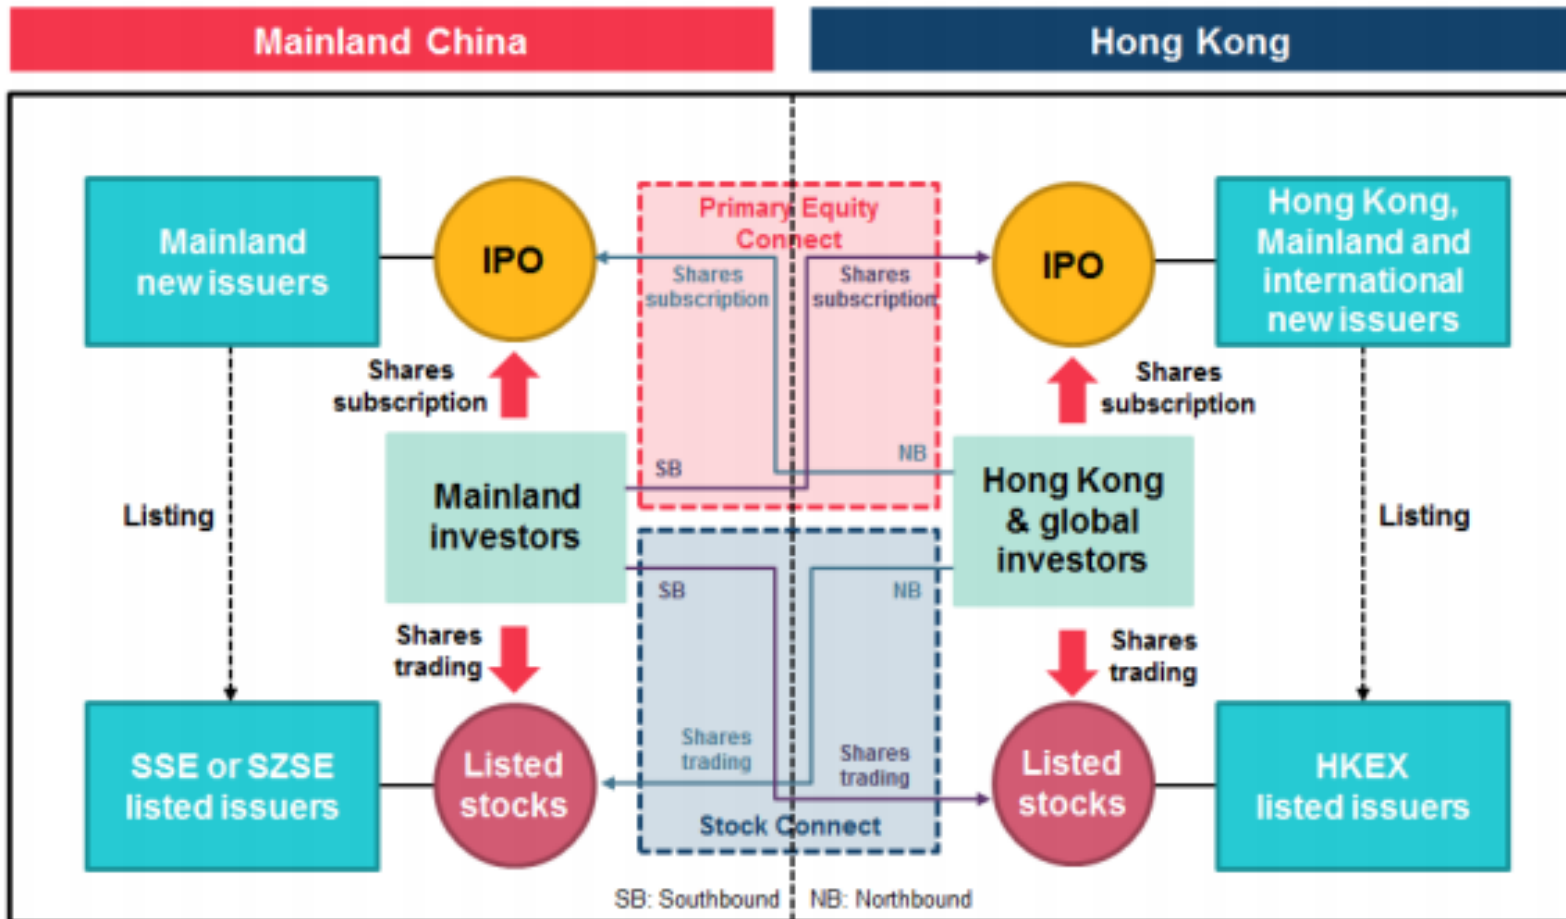 Mainland China
Hong Kong
Mainland
new issuers
IPO
Primary Equity
Connect
Shares
subscription
Shares
subscription
IPO
Hong Kong,
Mainland and
international
new issuers
Shares
subscription
Shares
subscription
Listing
Mainland
investors
SB
NB
Hong Kong
& global
investors
Listing
SB
NB
Shares
trading
Shares
trading
SSE or SZSE
listed issuers
Listed
stocks
Shares
trading
Shares
trading
Stock Connect
Listed
stocks
HKEX
listed issuers
SB: Southbound
NB: Northbound